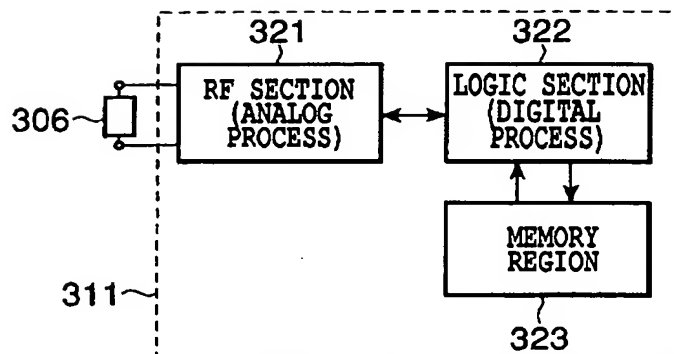 321
322
RF SECTION
(ANALOG
PROCESS)
LOGIC SECTION
(DIGITAL
PROCESS)
306
MEMORY
REGION
311
323